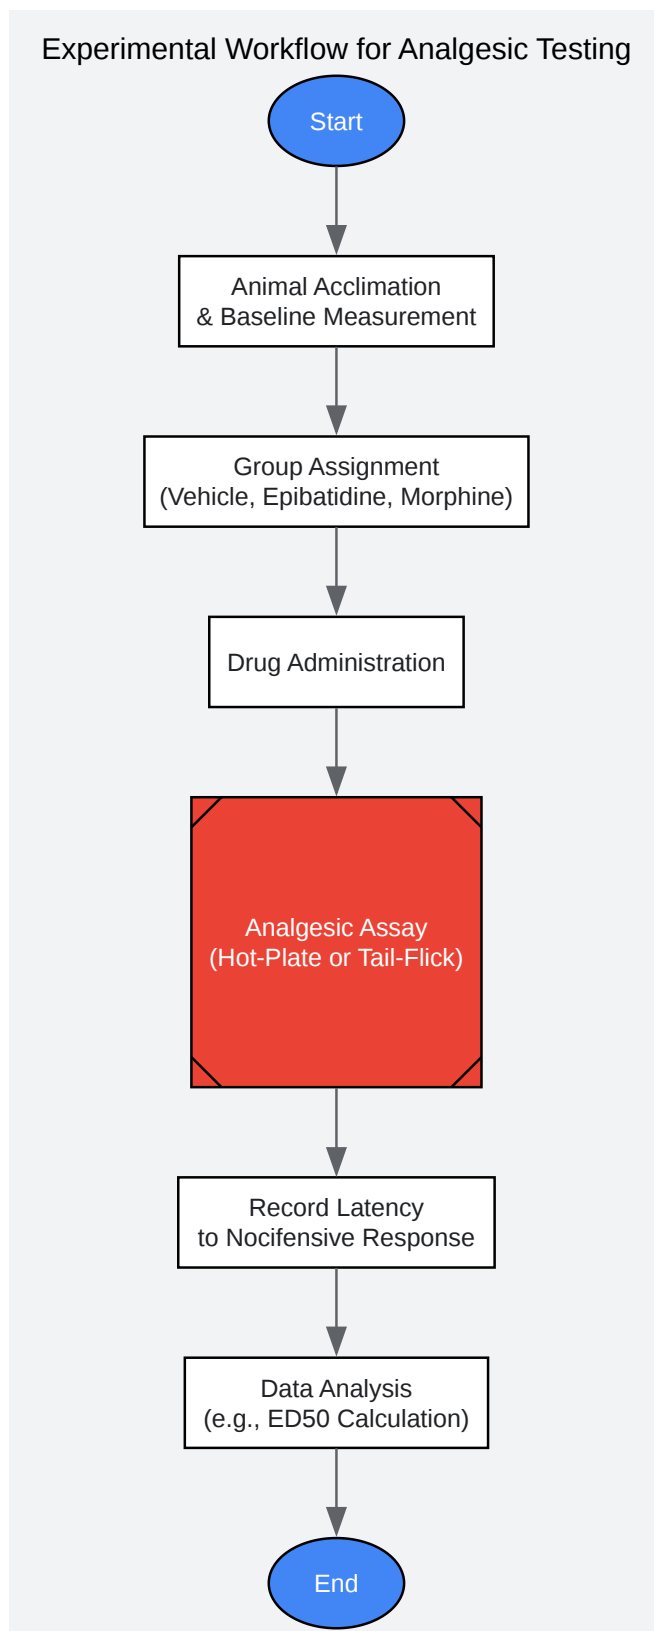 Experimental Workflow for Analgesic Testing
Start
Animal Acclimation
& Baseline Measurement
Group Assignment
(Vehicle, Epibatidine, Morphine)
Drug Administration
Analgesic Assay
(Hot-Plate or Tail-Flick)
Record Latency
to Nocifensive Response
Data Analysis
(e.g., ED50 Calculation)
End